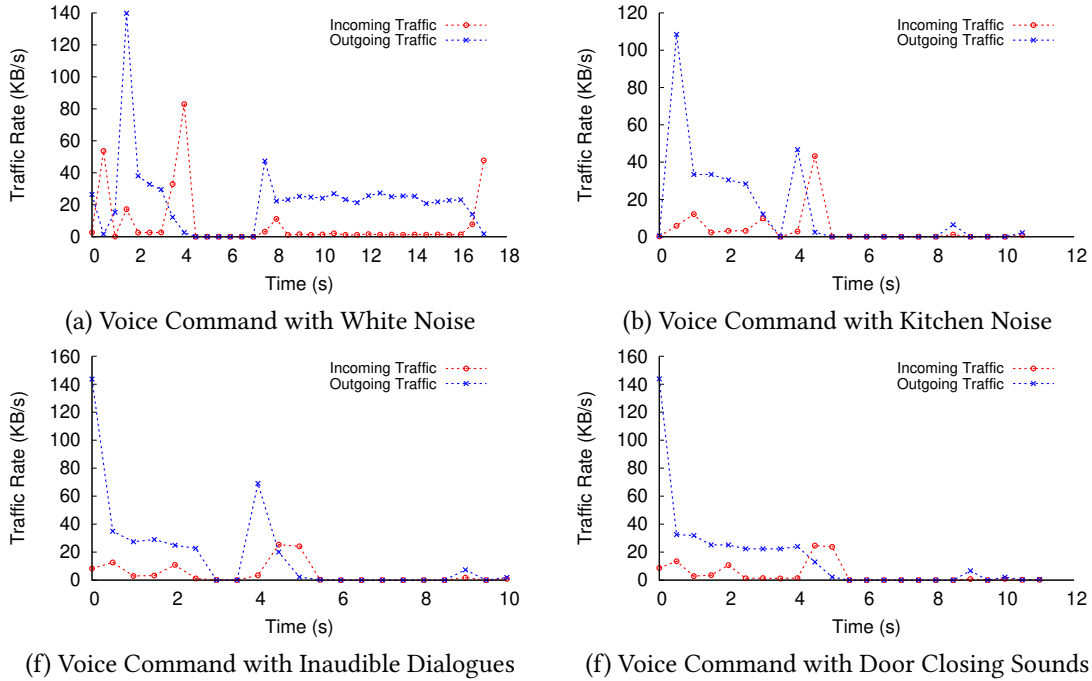 140
120
100
80
60
40
20
0
0 2 4 6 8 10 12 14 16 18
Traffic Rate (KB/s)
Time (s)
Incoming Traffic
Outgoing Traffic
(a) Voice Command with White Noise
120
100
80
60
40
20
0
0 2 4 6 8 10 12
Traffic Rate (KB/s)
Time (s)
Incoming Traffic
Outgoing Traffic
(b) Voice Command with Kitchen Noise
160
140
120
100
80
60
40
20
0
0 2 4 6 8 10
Traffic Rate (KB/s)
Time (s)
Incoming Traffic
Outgoing Traffic
(f) Voice Command with Inaudible Dialogues
160
140
120
100
80
60
40
20
0
0 2 4 6 8 10 12
Traffic Rate (KB/s)
Time (s)
Incoming Traffic
Outgoing Traffic
(f) Voice Command with Door Closing Sounds